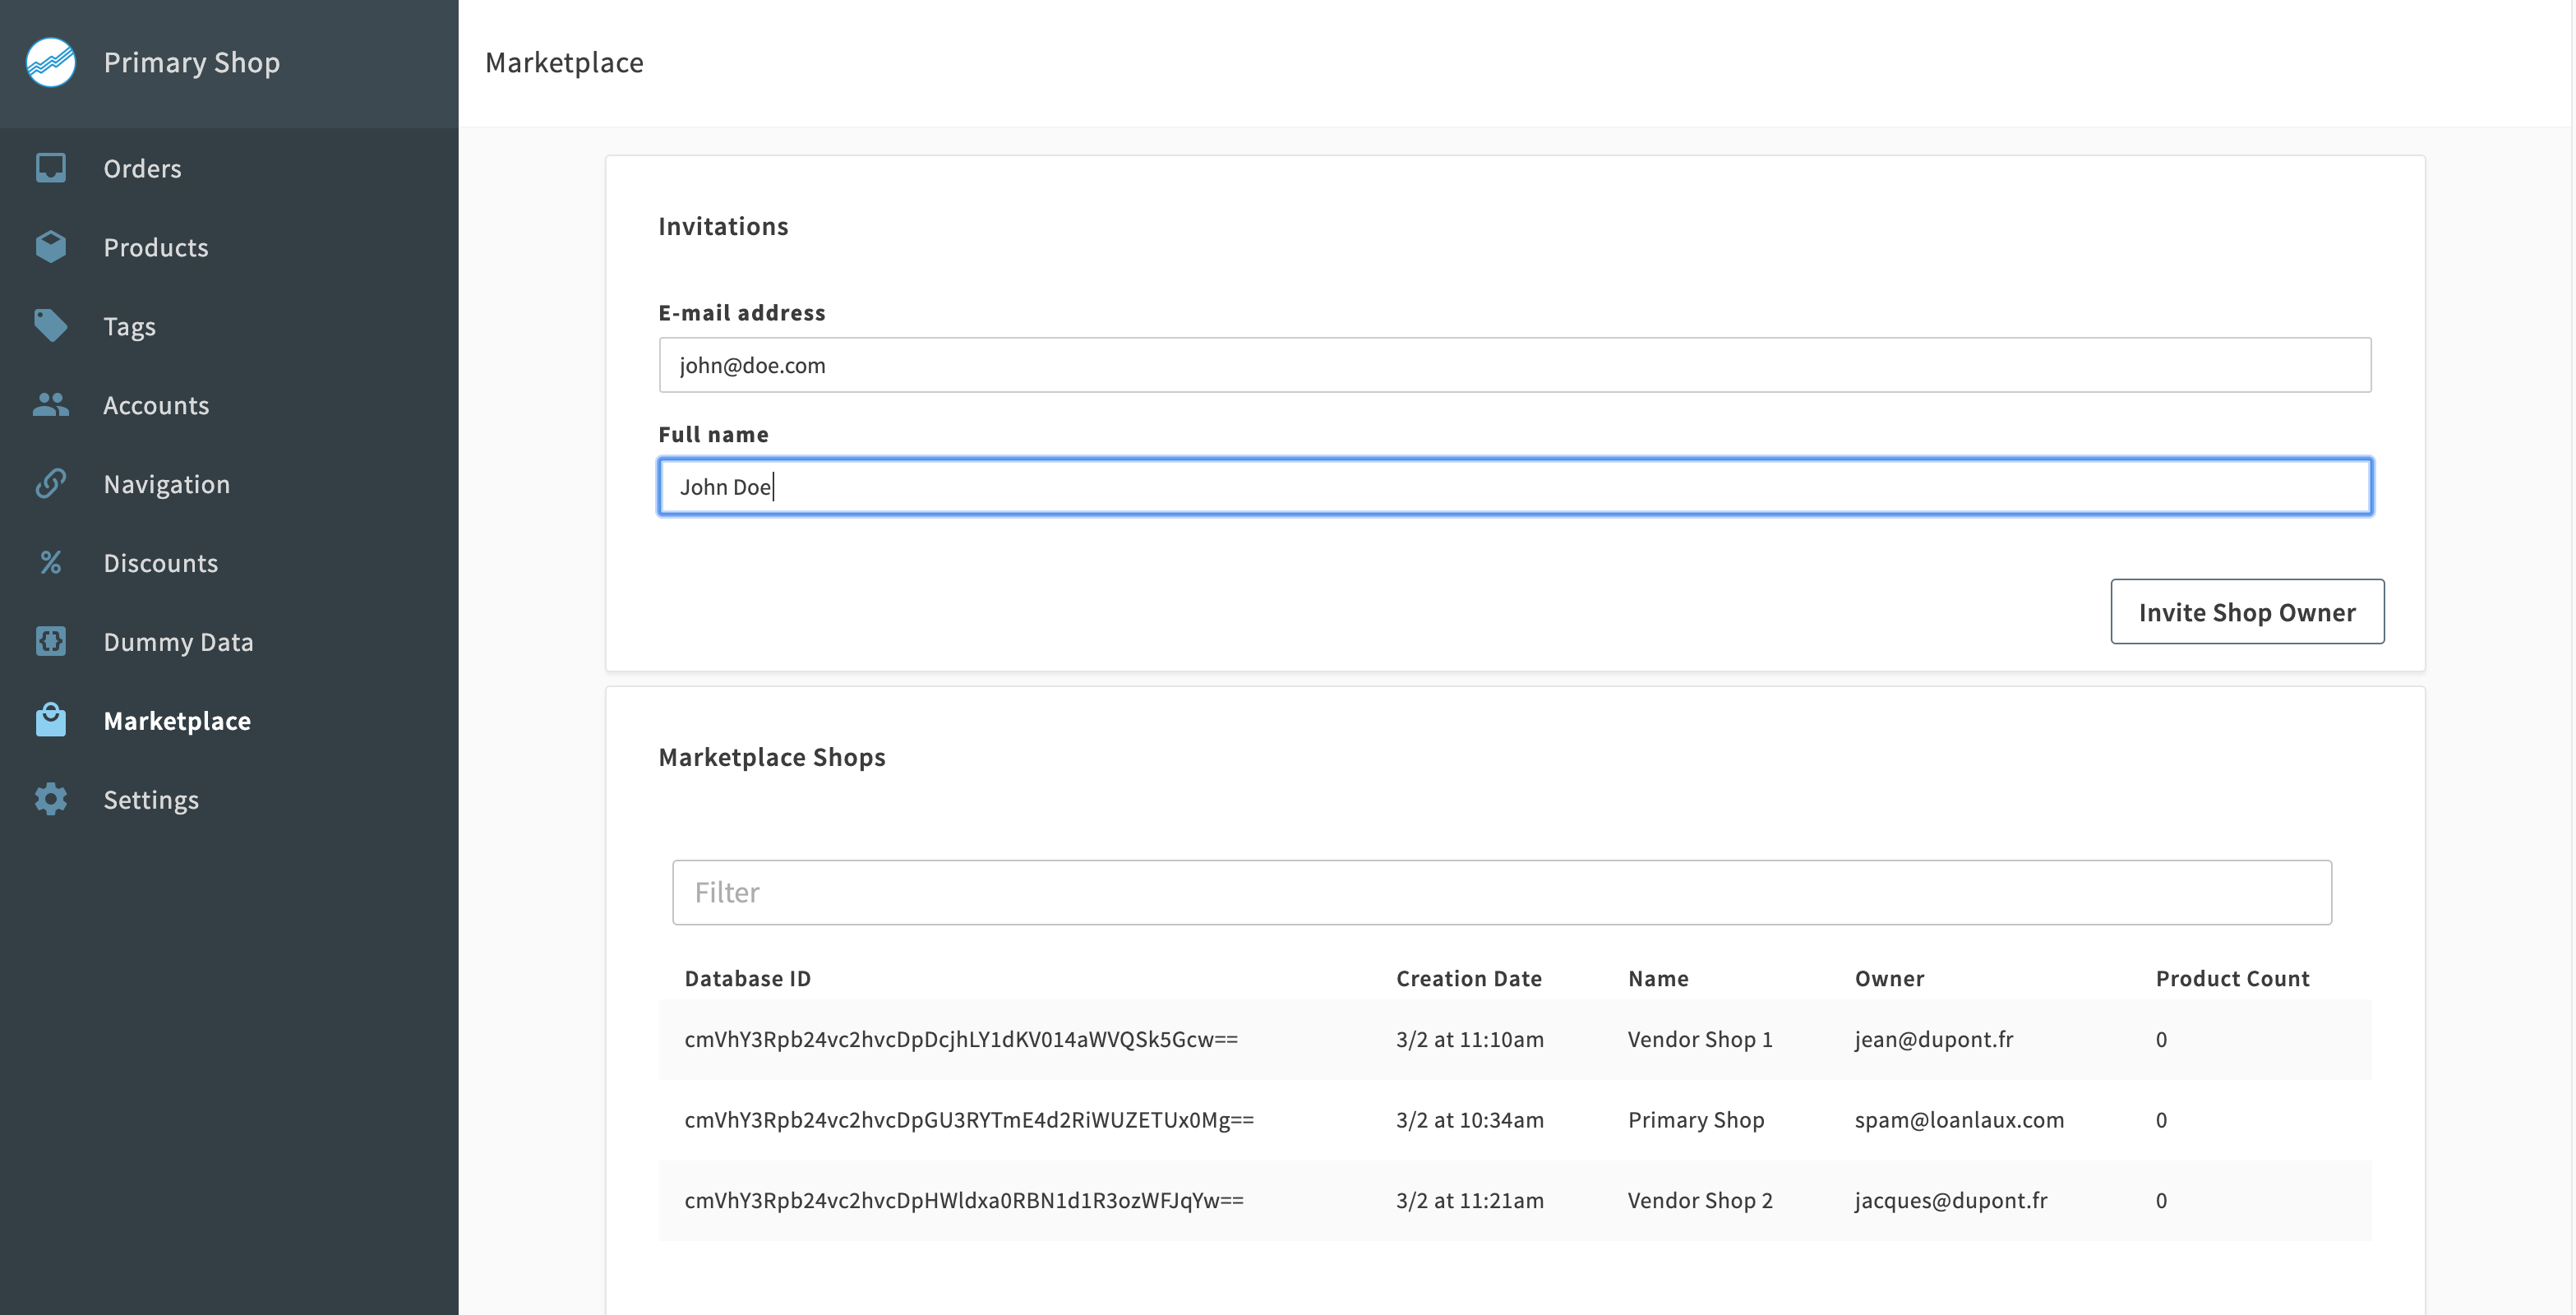 Primary Shop
Marketplace
Orders
Products
Tags
Accounts
Navigation
Discounts
Dummy Data
Marketplace
Settings
Invitations
E-mail address
john@doe.com
Full name
John Doe
Invite Shop Owner
Marketplace Shops
Filter
Database ID Creation Date Name Owner Product Count
cmVhY3Rpb24vc2hvcDpDcjhLY1dKV014aWVQSk5Gcw== 3/2 at 11:10am Vendor Shop 1 jean@dupont.fr 0
cmVhY3Rpb24vc2hvcDpGU3RYTmE4d2RiWUZETUx0Mg== 3/2 at 10:34am Primary Shop spam@loanlaux.com 0
cmVhY3Rpb24vc2hvcDpHWldxa0RBN1d1R3ozWFJqYw== 3/2 at 11:21am Vendor Shop 2 jacques@dupont.fr 0